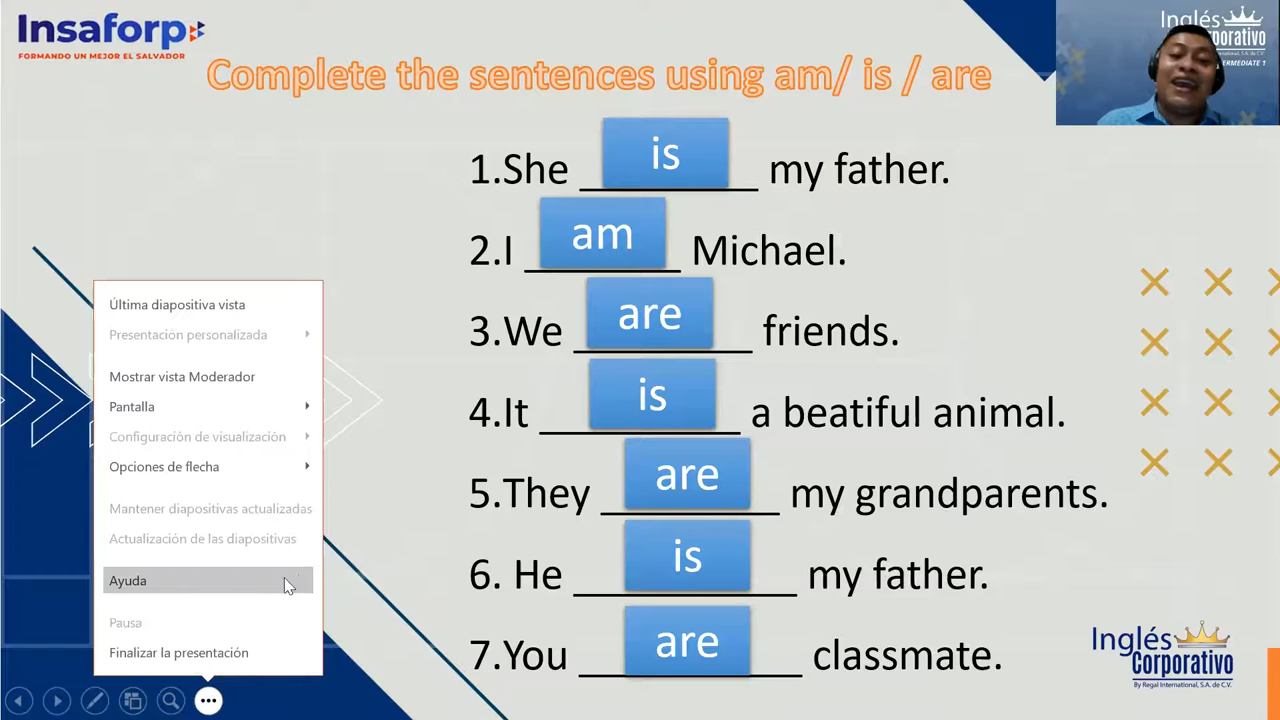 Insaforp
FORMANDO UN MEJOR EL SALVADOR
Inglés
Corporativo
Complete the sentences using am/ is / are
1.She is my father.
2.I am Michael.
3.We are friends.
4.It is a beatiful animal.
5.They are my grandparents.
6. He is my father.
7.You are classmate.
Última diapositiva vista
Presentación personalizada
Mostrar vista Moderador
Pantalla
Configuración de visualización
Opciones de flecha
Mantener diapositivas actualizadas
Actualización de las diapositivas
Ayuda
Pausa
Finalizar la presentación
Inglés
Corporativo
By Regal International, S.A. de C.V.